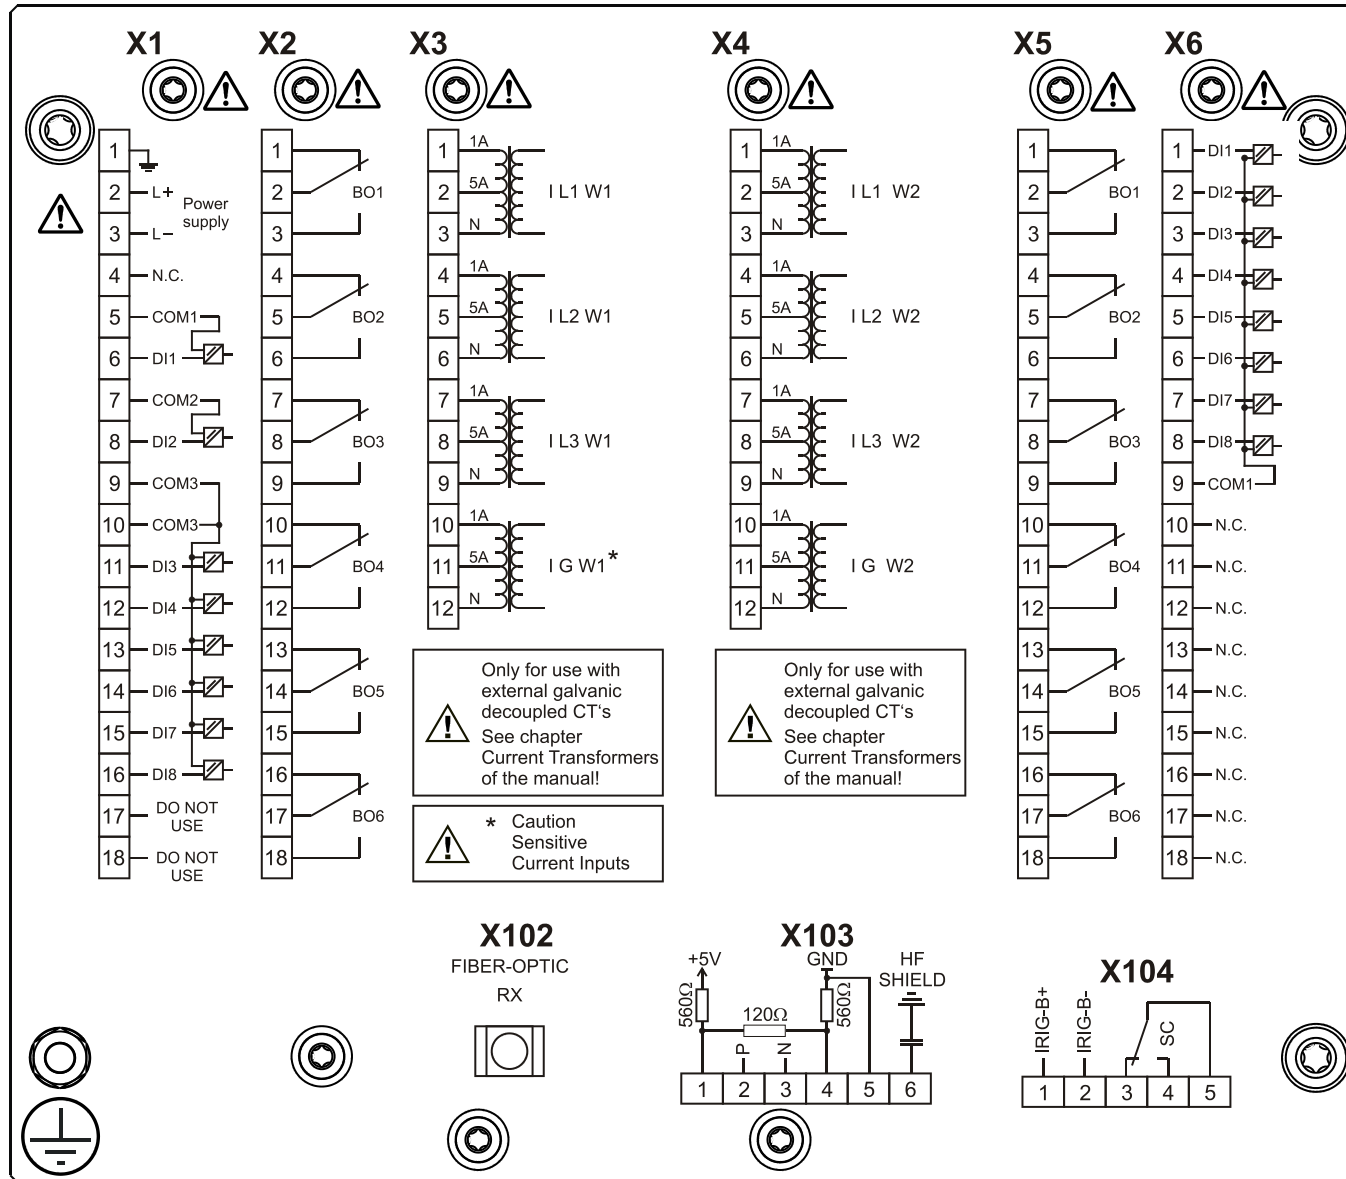 X1
1
2 L+ Power
supply
3 L–
4 N.C.
5 COM1
6 DI1
7 COM2
8 DI2
9 COM3
10 COM3
11 DI3
12 DI4
13 DI5
14 DI6
15 DI7
16 DI8
17 DO NOT
USE
18 DO NOT
USE
X2
1
2 BO1
3
4
5 BO2
6
7
8 BO3
9
10
11 BO4
12
13
14 BO5
15
16
17 BO6
18
X3
1 1A
2 5A I L1 W1
3 N
4 1A
5 5A I L2 W1
6 N
7 1A
8 5A I L3 W1
9 N
10 1A
11 5A I G W1*
12 N
Only for use with
external galvanic
decoupled CT's
See chapter
Current Transformers
of the manual!
* Caution
Sensitive
Current Inputs
X4
1 1A
2 5A I L1 W2
3 N
4 1A
5 5A I L2 W2
6 N
7 1A
8 5A I L3 W2
9 N
10 1A
11 5A I G W2
12 N
Only for use with
external galvanic
decoupled CT's
See chapter
Current Transformers
of the manual!
X5
1
2 BO1
3
4
5 BO2
6
7
8 BO3
9
10
11 BO4
12
13
14 BO5
15
16
17 BO6
18
X6
1 DI1
2 DI2
3 DI3
4 DI4
5 DI5
6 DI6
7 DI7
8 DI8
9 COM1
10 N.C.
11 N.C.
12 N.C.
13 N.C.
14 N.C.
15 N.C.
16 N.C.
17 N.C.
18 N.C.
X102
FIBER-OPTIC
RX
X103
+5V GND HF
SHIELD
560Ω 120Ω 560Ω
P N
1 2 3 4 5 6
X104
IRIG-B+ IRIG-B- SC
1 2 3 4 5